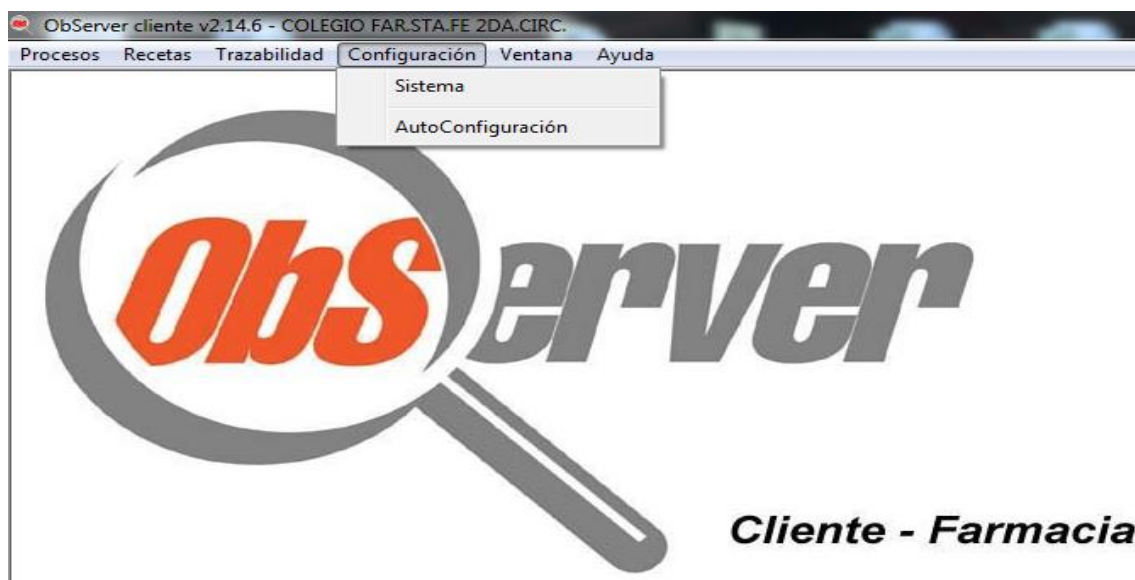 ObServer cliente v2.14.6 - COLEGIO FAR.STA.FE 2DA.CIRC.
Procesos Recetas Trazabilidad Configuración Ventana Ayuda
Sistema
AutoConfiguración
ObServer
Cliente - Farmacia